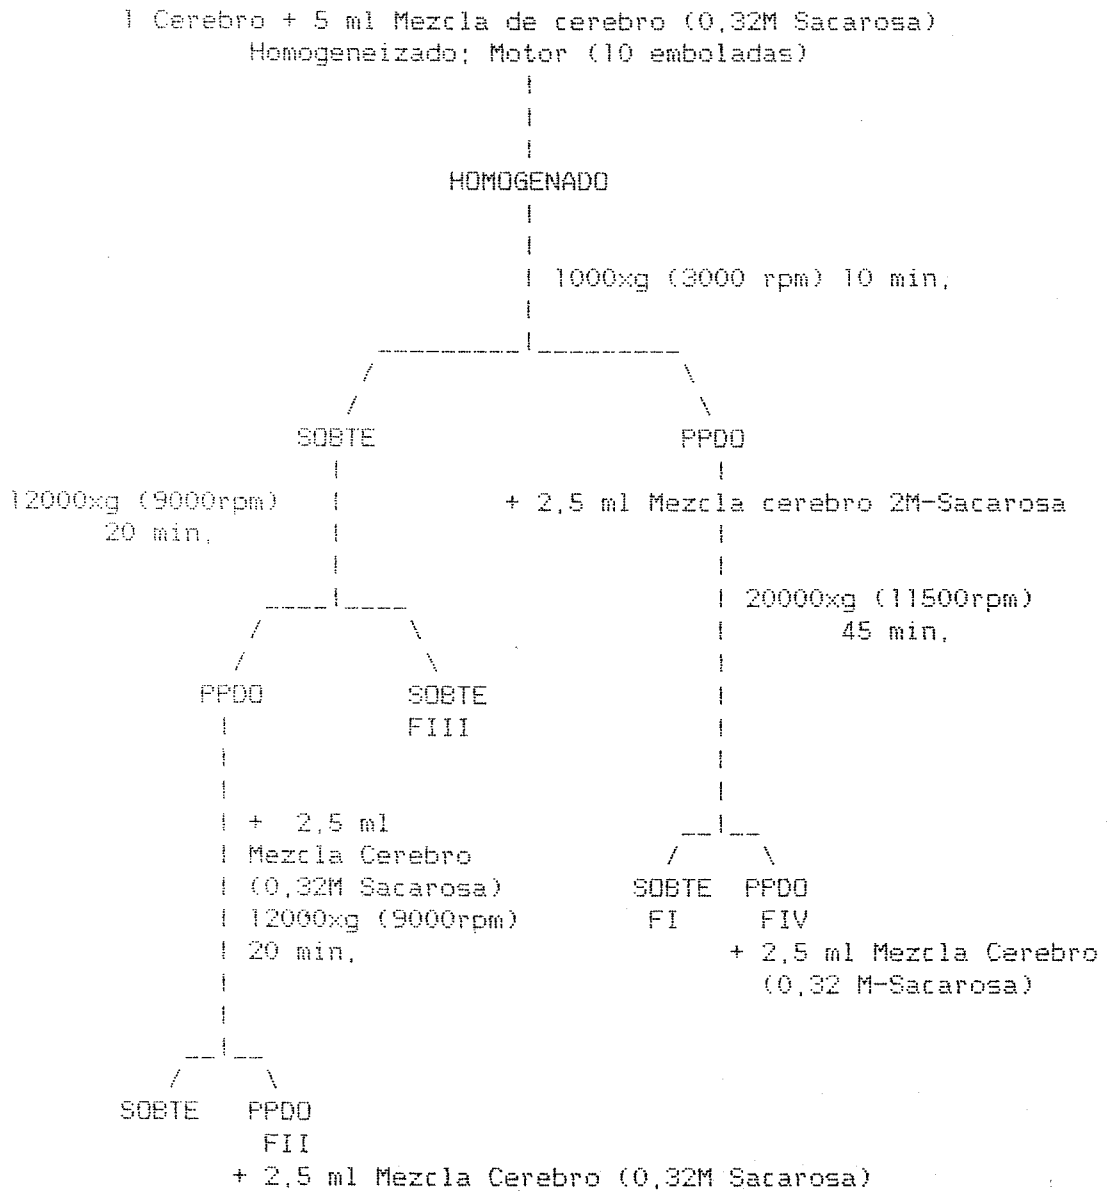 1 Cerebro + 5 ml Mezcla de cerebro (0,32M Sacarosa)
Homogeneizado; Motor (10 emboladas)
HOMOGENADO
1000xg (3000 rpm) 10 min,
SOBTE
PPDO
12000xg (9000rpm)
20 min,
+ 2,5 ml Mezcla cerebro 2M-Sacarosa
20000xg (11500rpm)
45 min,
PPDO
SOBTE
FIII
+ 2,5 ml
Mezcla Cerebro
(0,32M Sacarosa)
12000xg (9000rpm)
20 min,
SOBTE
FI
PPDO
FIV
+ 2,5 ml Mezcla Cerebro
(0,32 M-Sacarosa)
SOBTE
PPDO
FII
+ 2,5 ml Mezcla Cerebro (0,32M Sacarosa)